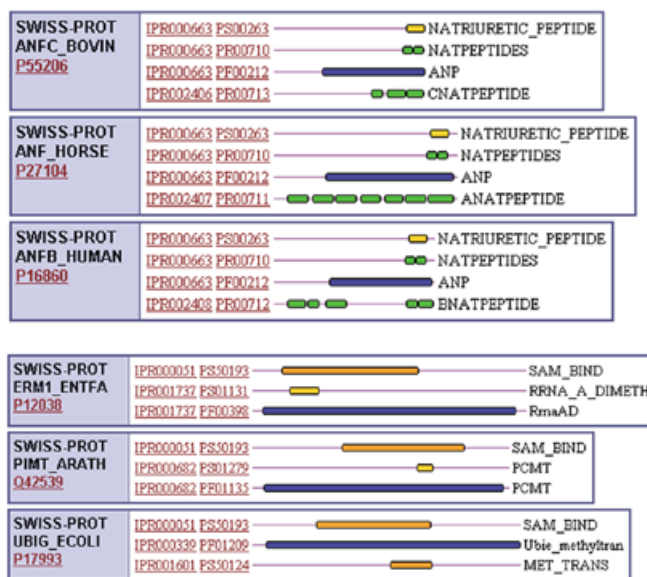 SWISS-PROT
ANFC_BOVIN
P55206
IPR000663 PS00263 NATRIURETIC_PEPTIDE
IPR000663 PR00710 NATPEPTIDES
IPR000663 PF00212 ANP
IPR002406 PR00713 CNATPEPTIDE
SWISS-PROT
ANF_HORSE
P27104
IPR000663 PS00263 NATRIURETIC_PEPTIDE
IPR000663 PR00710 NATPEPTIDES
IPR000663 PF00212 ANP
IPR002407 PR00711 ANATPEPTIDE
SWISS-PROT
ANFB_HUMAN
P16860
IPR000663 PS00263 NATRIURETIC_PEPTIDE
IPR000663 PR00710 NATPEPTIDES
IPR000663 PF00212 ANP
IPR002408 PR00712 BNATPEPTIDE
SWISS-PROT
ERM1_ENTFA
P12038
IPR000051 PS50193 SAM_BIND
IPR001737 PS01131 RRNA_A_DIMETH
IPR001737 PF00398 RmaAD
SWISS-PROT
PIMT_ARATH
Q42539
IPR000051 PS50193 SAM_BIND
IPR000682 PS01279 PCMT
IPR000682 PF01135 PCMT
SWISS-PROT
UBIG_ECOLI
P17993
IPR000051 PS50193 SAM_BIND
IPR000339 PF01209 Ubie_methyltran
IPR001601 PS50124 MET_TRANS